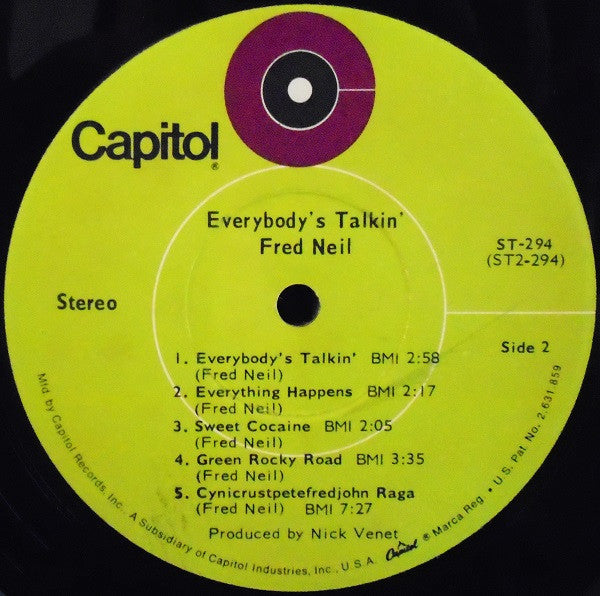 Capitol®
Everybody's Talkin'
Fred Neil
ST-294
(ST2-294)
Stereo
Side 2
1. Everybody's Talkin' BMI 2:58
(Fred Neil)
2. Everything Happens BMI 2:17
(Fred Neil)
3. Sweet Cocaine BMI 2:05
(Fred Neil)
4. Green Rocky Road BMI 3:35
(Fred Neil)
5. Cynicrustpetefredjohn Raga
(Fred Neil) BMI 7:27
Produced by Nick Venet
Mfd. by Capitol Records, Inc., A Subsidiary of Capitol Industries, Inc., U.S.A. Capitol ® Marca Reg. • U.S. Pat. No. 2,631,859